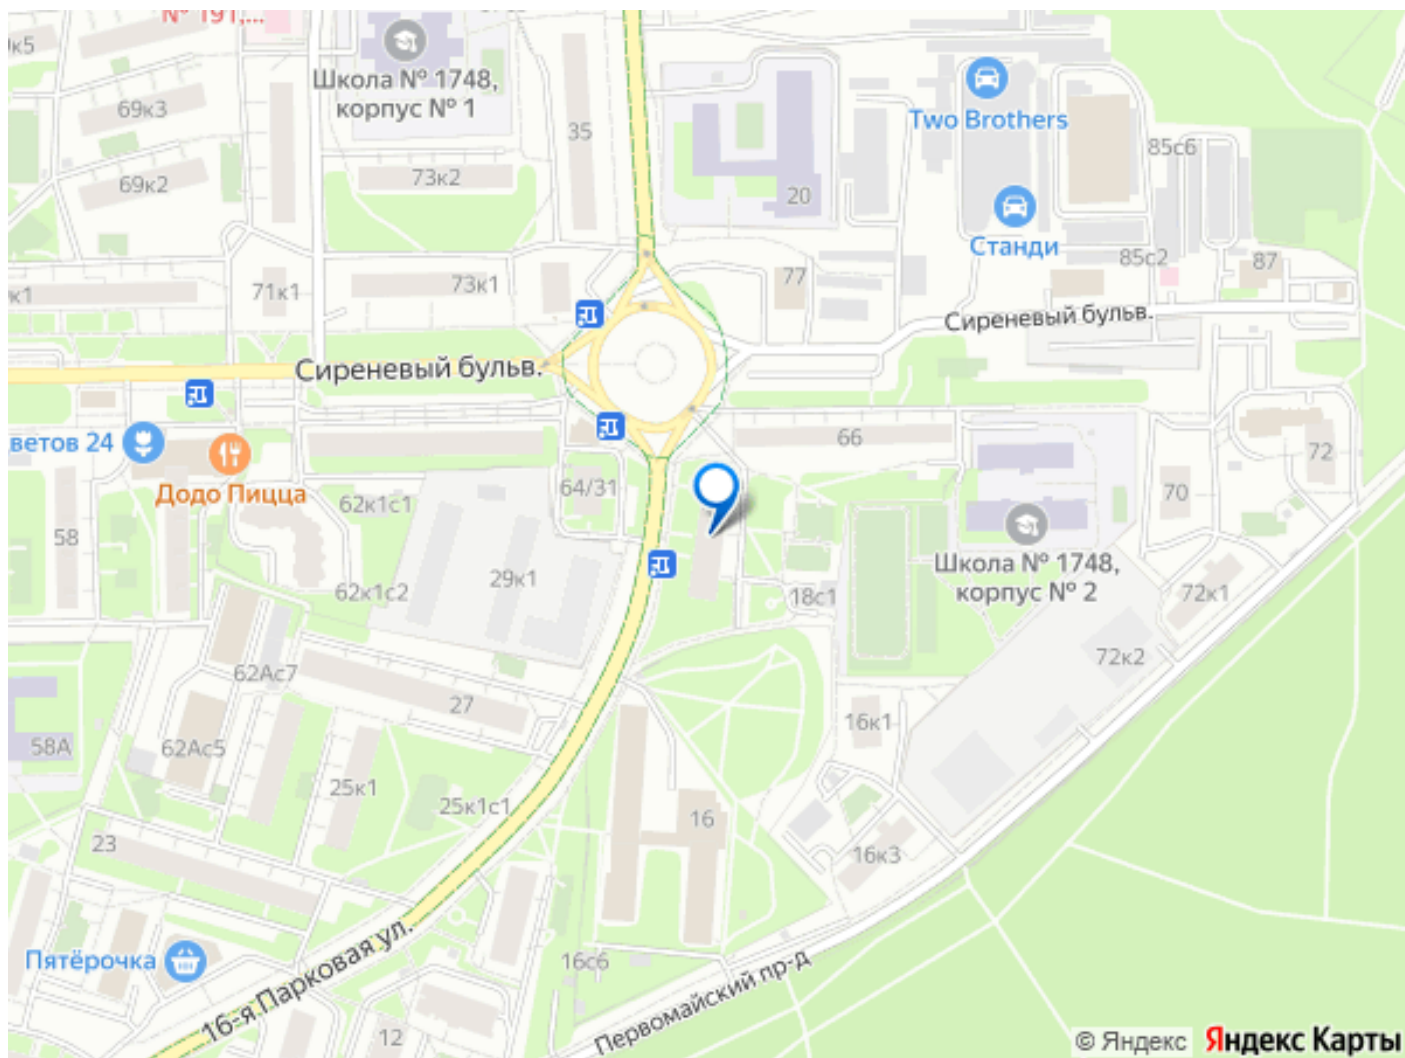 № 191,...
Школа № 1748,
корпус № 1
69к3
69к2
73к2
35
20
Two Brothers
85с6
Станди
85с2
87
77
71к1
73к1
Сиреневый бульв.
Сиреневый бульв.
ветов 24
Додо Пицца
66
72
70
64/31
62к1с1
58
Школа № 1748,
корпус № 2
29к1
62к1с2
18с1
72к1
72к2
62Ас7
27
16к1
58А
62Ас5
25к1
25к1с1
16
23
16к3
16-я Парковая ул.
Пятёрочка
16с6
Первомайский пр-д
12
© Яндекс
Яндекс Карты